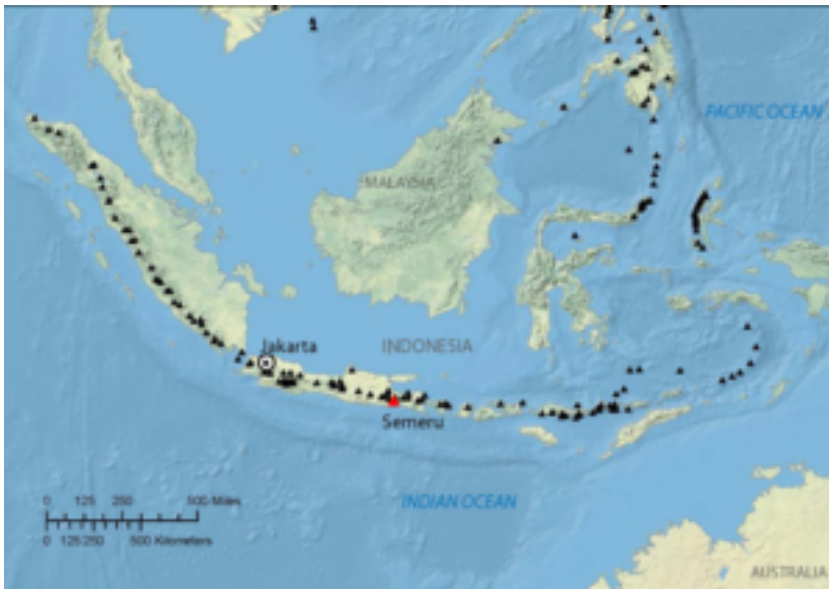 PACIFIC OCEAN
MALAYSIA
Jakarta
INDONESIA
Semeru
0 125 250 500 Miles
INDIAN OCEAN
0 125 250 500 Kilometers
AUSTRALIA